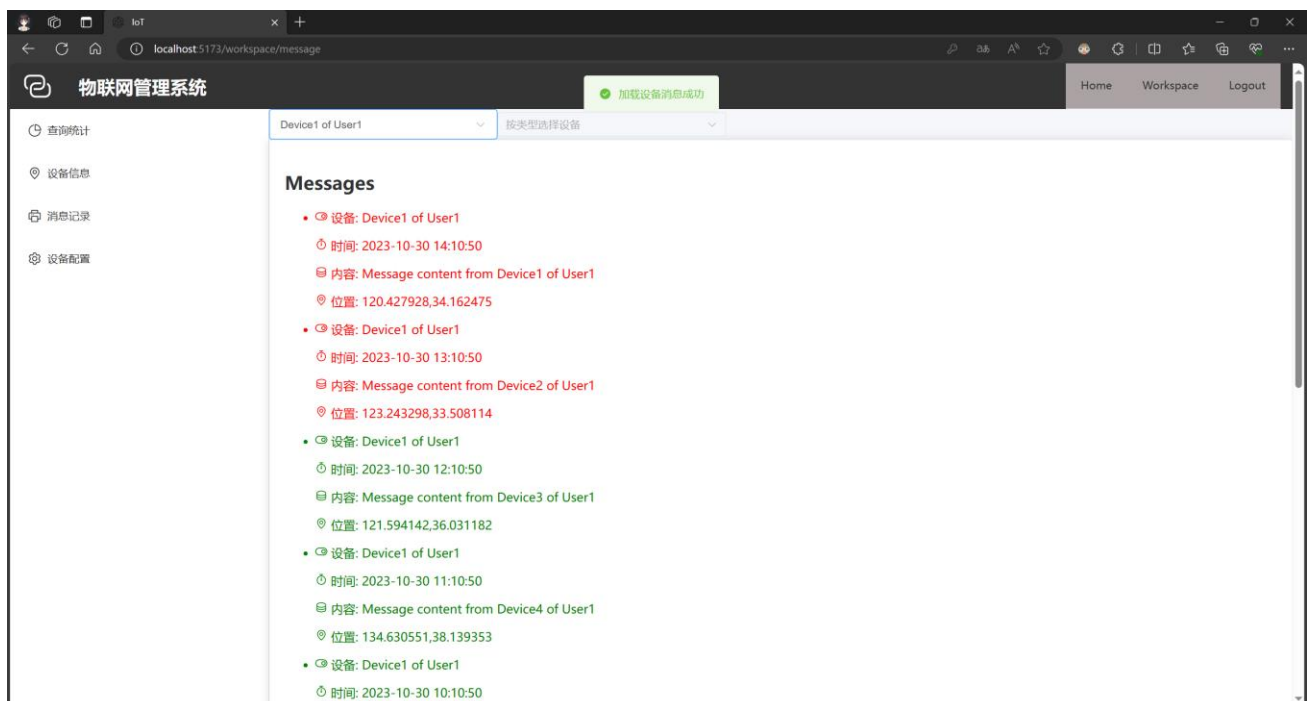 IoT
localhost:5173/workspace/message
物联网管理系统
加载设备消息成功
Home Workspace Logout
查询统计
设备信息
消息记录
设备配置
Device1 of User1
按类型选择设备
Messages
设备: Device1 of User1
时间: 2023-10-30 14:10:50
内容: Message content from Device1 of User1
位置: 120.427928,34.162475
设备: Device1 of User1
时间: 2023-10-30 13:10:50
内容: Message content from Device2 of User1
位置: 123.243298,33.508114
设备: Device1 of User1
时间: 2023-10-30 12:10:50
内容: Message content from Device3 of User1
位置: 121.594142,36.031182
设备: Device1 of User1
时间: 2023-10-30 11:10:50
内容: Message content from Device4 of User1
位置: 134.630551,38.139353
设备: Device1 of User1
时间: 2023-10-30 10:10:50